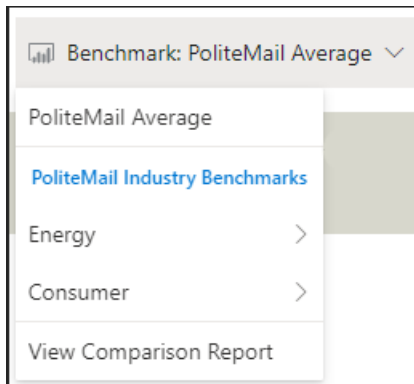 Benchmark: PoliteMail Average
PoliteMail Average
PoliteMail Industry Benchmarks
Energy
Consumer
View Comparison Report